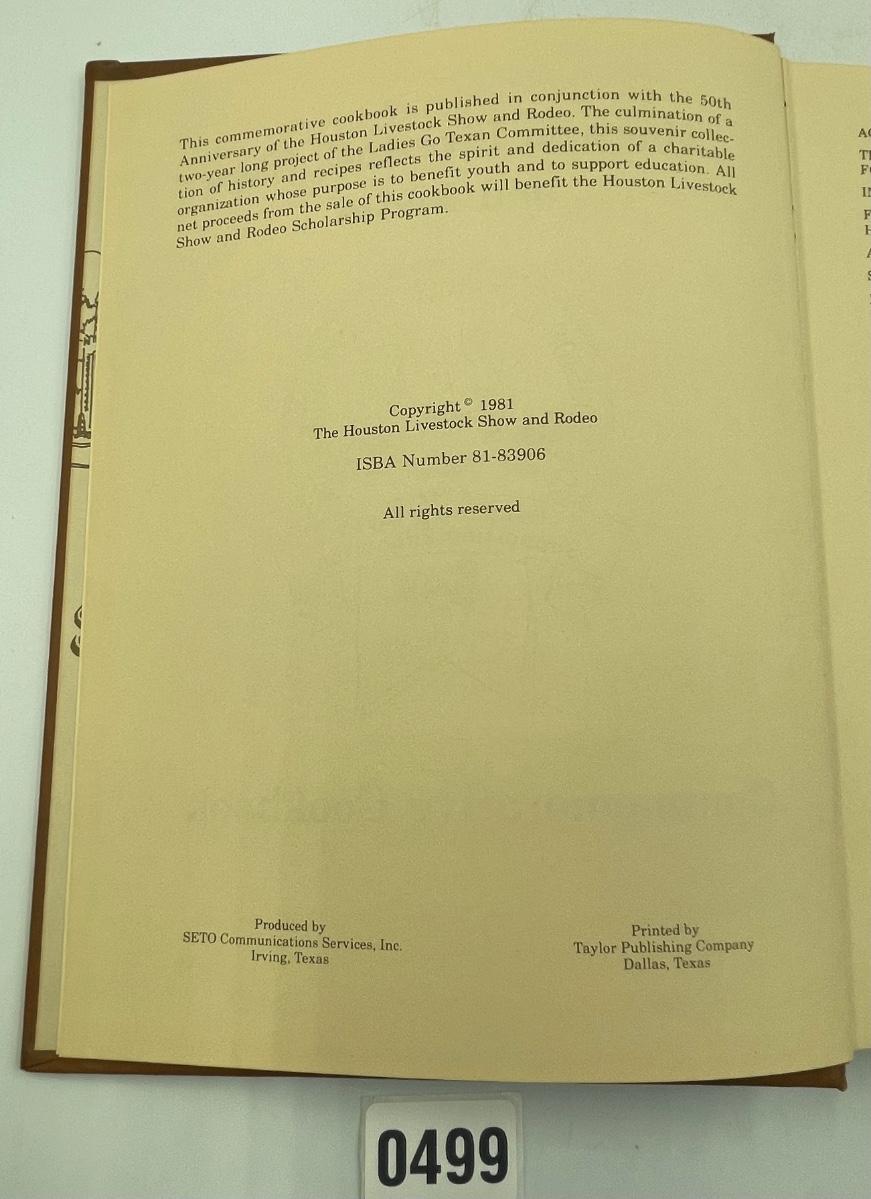 This commemorative cookbook is published in conjunction with the 50th
Anniversary of the Houston Livestock Show and Rodeo. The culmination of a
two-year long project of the Ladies Go Texan Committee, this souvenir collec-
tion of history and recipes reflects the spirit and dedication of a charitable
organization whose purpose is to benefit youth and to support education. All
net proceeds from the sale of this cookbook will benefit the Houston Livestock
Show and Rodeo Scholarship Program.
Copyright © 1981
The Houston Livestock Show and Rodeo
ISBA Number 81-83906
All rights reserved
Produced by
SETO Communications Services, Inc.
Irving, Texas
Printed by
Taylor Publishing Company
Dallas, Texas
0499